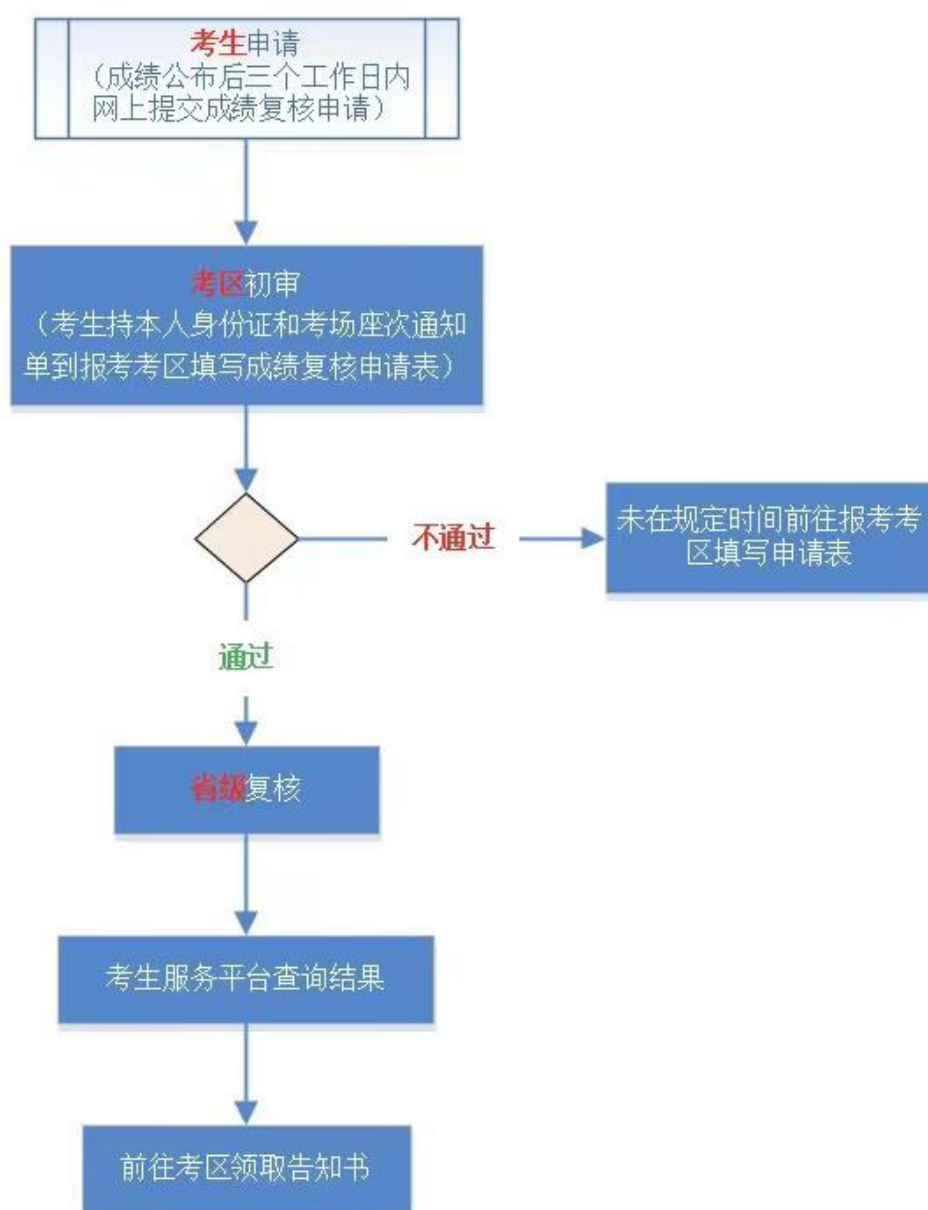 考生申请
（成绩公布后三个工作日内
网上提交成绩复核申请）
考区初审
（考生持本人身份证和考场座次通知
单到报考考区填写成绩复核申请表）
不通过
未在规定时间前往报考考
区填写申请表
通过
省级复核
考生服务平台查询结果
前往考区领取告知书